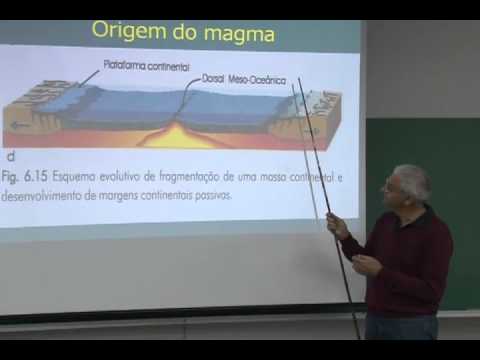 Origem do magma
Plataforma continental
Dorsal Meso-Oceânica
d
Fig. 6.15 Esquema evolutivo de fragmentação de uma massa continental e
desenvolvimento de margens continentais passivas.